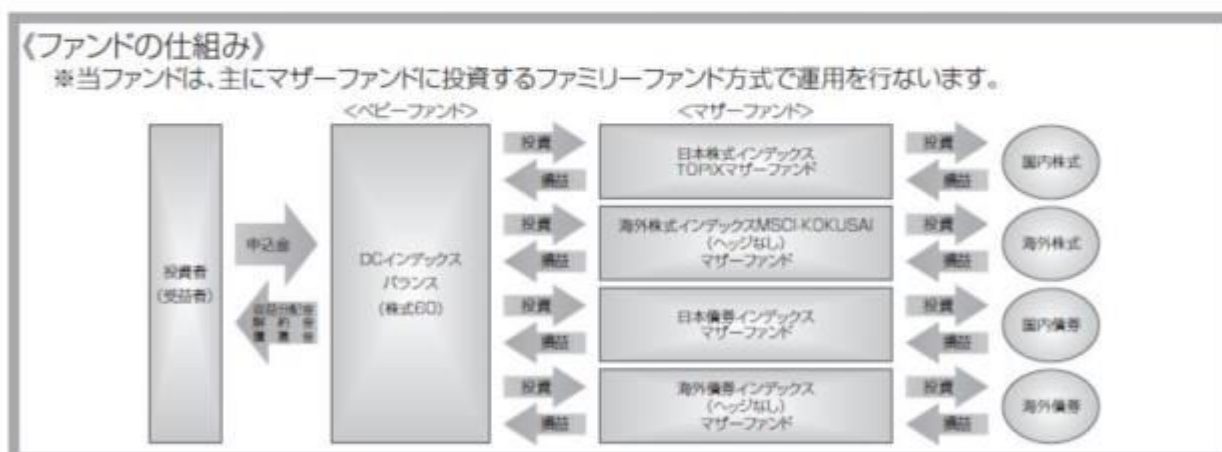 《ファンドの仕組み》
※当ファンドは、主にマザーファンドに投資するファミリーファンド方式で運用を行ないます。
<ベビーファンド>
<マザーファンド>
投資者
(受益者)
申込金
収益分配金
解約金
償還金
DCインデックス
バランス
(株式60)
投資
損益
日本株式インデックス
TOPIXマザーファンド
投資
損益
国内株式
投資
損益
海外株式インデックスMSCI-KOKUSAI
(ヘッジなし)
マザーファンド
投資
損益
海外株式
投資
損益
日本債券インデックス
マザーファンド
投資
損益
国内債券
投資
損益
海外債券インデックス
(ヘッジなし)
マザーファンド
投資
損益
海外債券